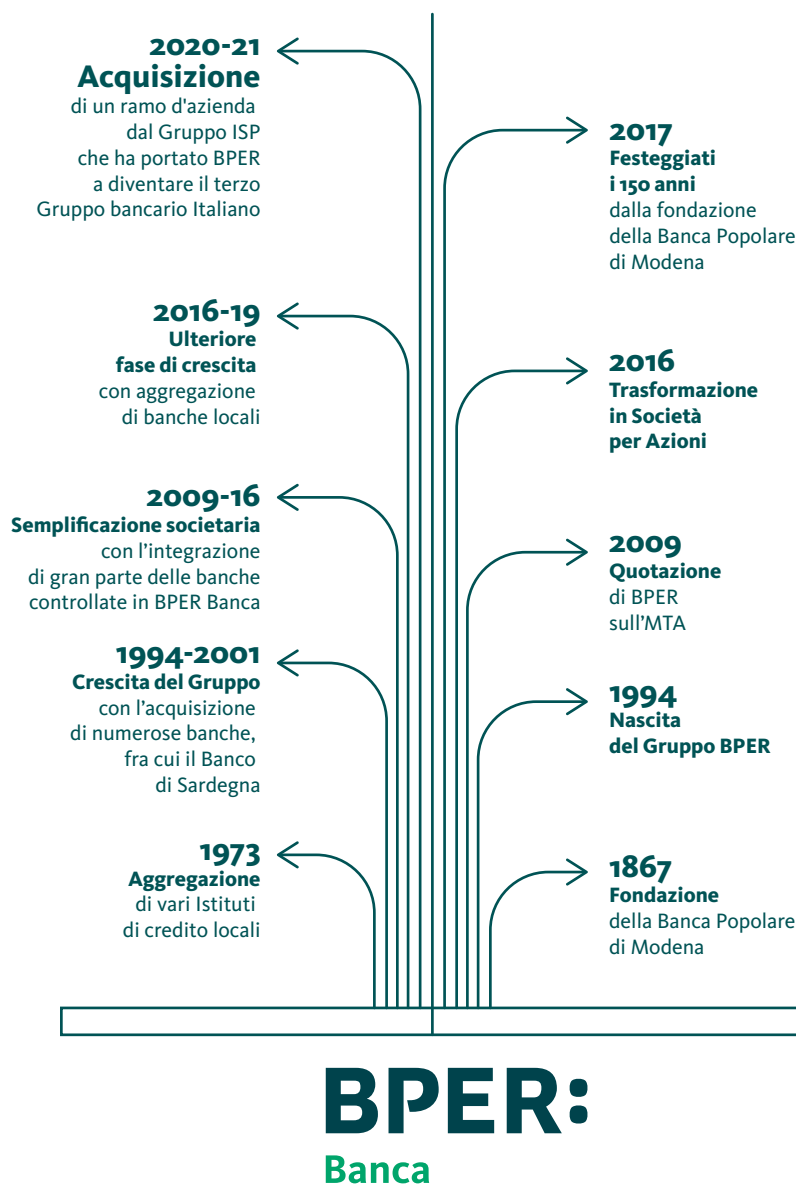 2020-21
Acquisizione
di un ramo d'azienda
dal Gruppo ISP
che ha portato BPER
a diventare il terzo
Gruppo bancario Italiano
2017
Festeggiati
i 150 anni
dalla fondazione
della Banca Popolare
di Modena
2016-19
Ulteriore
fase di crescita
con aggregazione
di banche locali
2016
Trasformazione
in Società
per Azioni
2009-16
Semplificazione societaria
con l'integrazione
di gran parte delle banche
controllate in BPER Banca
2009
Quotazione
di BPER
sull'MTA
1994-2001
Crescita del Gruppo
con l'acquisizione
di numerose banche,
fra cui il Banco
di Sardegna
1994
Nascita
del Gruppo BPER
1973
Aggregazione
di vari Istituti
di credito locali
1867
Fondazione
della Banca Popolare
di Modena
BPER:
Banca